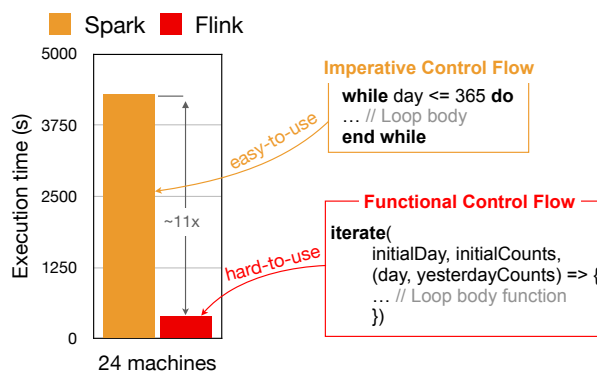 Spark Flink
5000
3750
2500
1250
0
Execution time (s)
~11x
24 machines
easy-to-use
hard-to-use
Imperative Control Flow
while day <= 365 do
… // Loop body
end while
Functional Control Flow
iterate(
initialDay, initialCounts,
(day, yesterdayCounts) => {
… // Loop body function
})